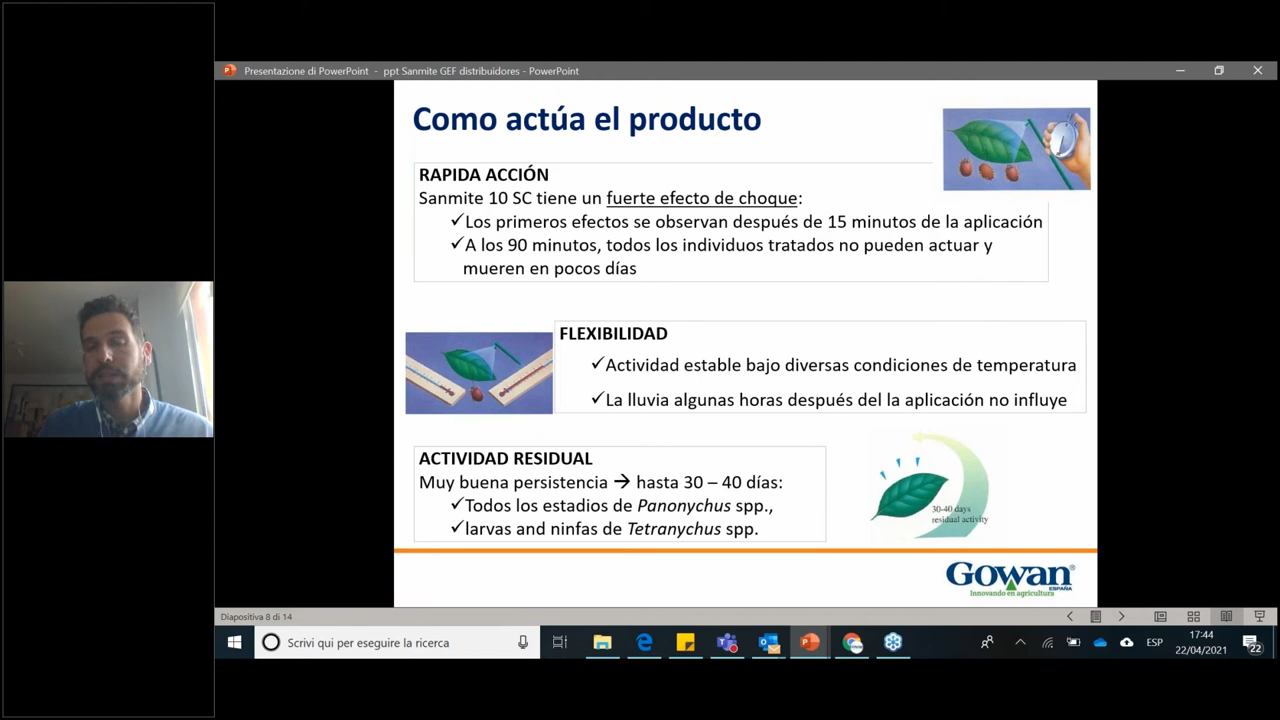 Presentazione di PowerPoint - ppt Sanmite GEF distribuidores - PowerPoint
Como actúa el producto
RAPIDA ACCIÓN
Sanmite 10 SC tiene un fuerte efecto de choque:
✓Los primeros efectos se observan después de 15 minutos de la aplicación
✓A los 90 minutos, todos los individuos tratados no pueden actuar y
mueren en pocos días
FLEXIBILIDAD
✓Actividad estable bajo diversas condiciones de temperatura
✓La lluvia algunas horas después del la aplicación no influye
ACTIVIDAD RESIDUAL
Muy buena persistencia → hasta 30 – 40 días:
✓Todos los estadios de Panonychus spp.,
✓larvas and ninfas de Tetranychus spp.
30-40 days
residual activity
Gowan®
ESPAÑA
Innovando en agricultura
Diapositiva 8 di 14
Scrivi qui per eseguire la ricerca
ESP
17:44
22/04/2021
22